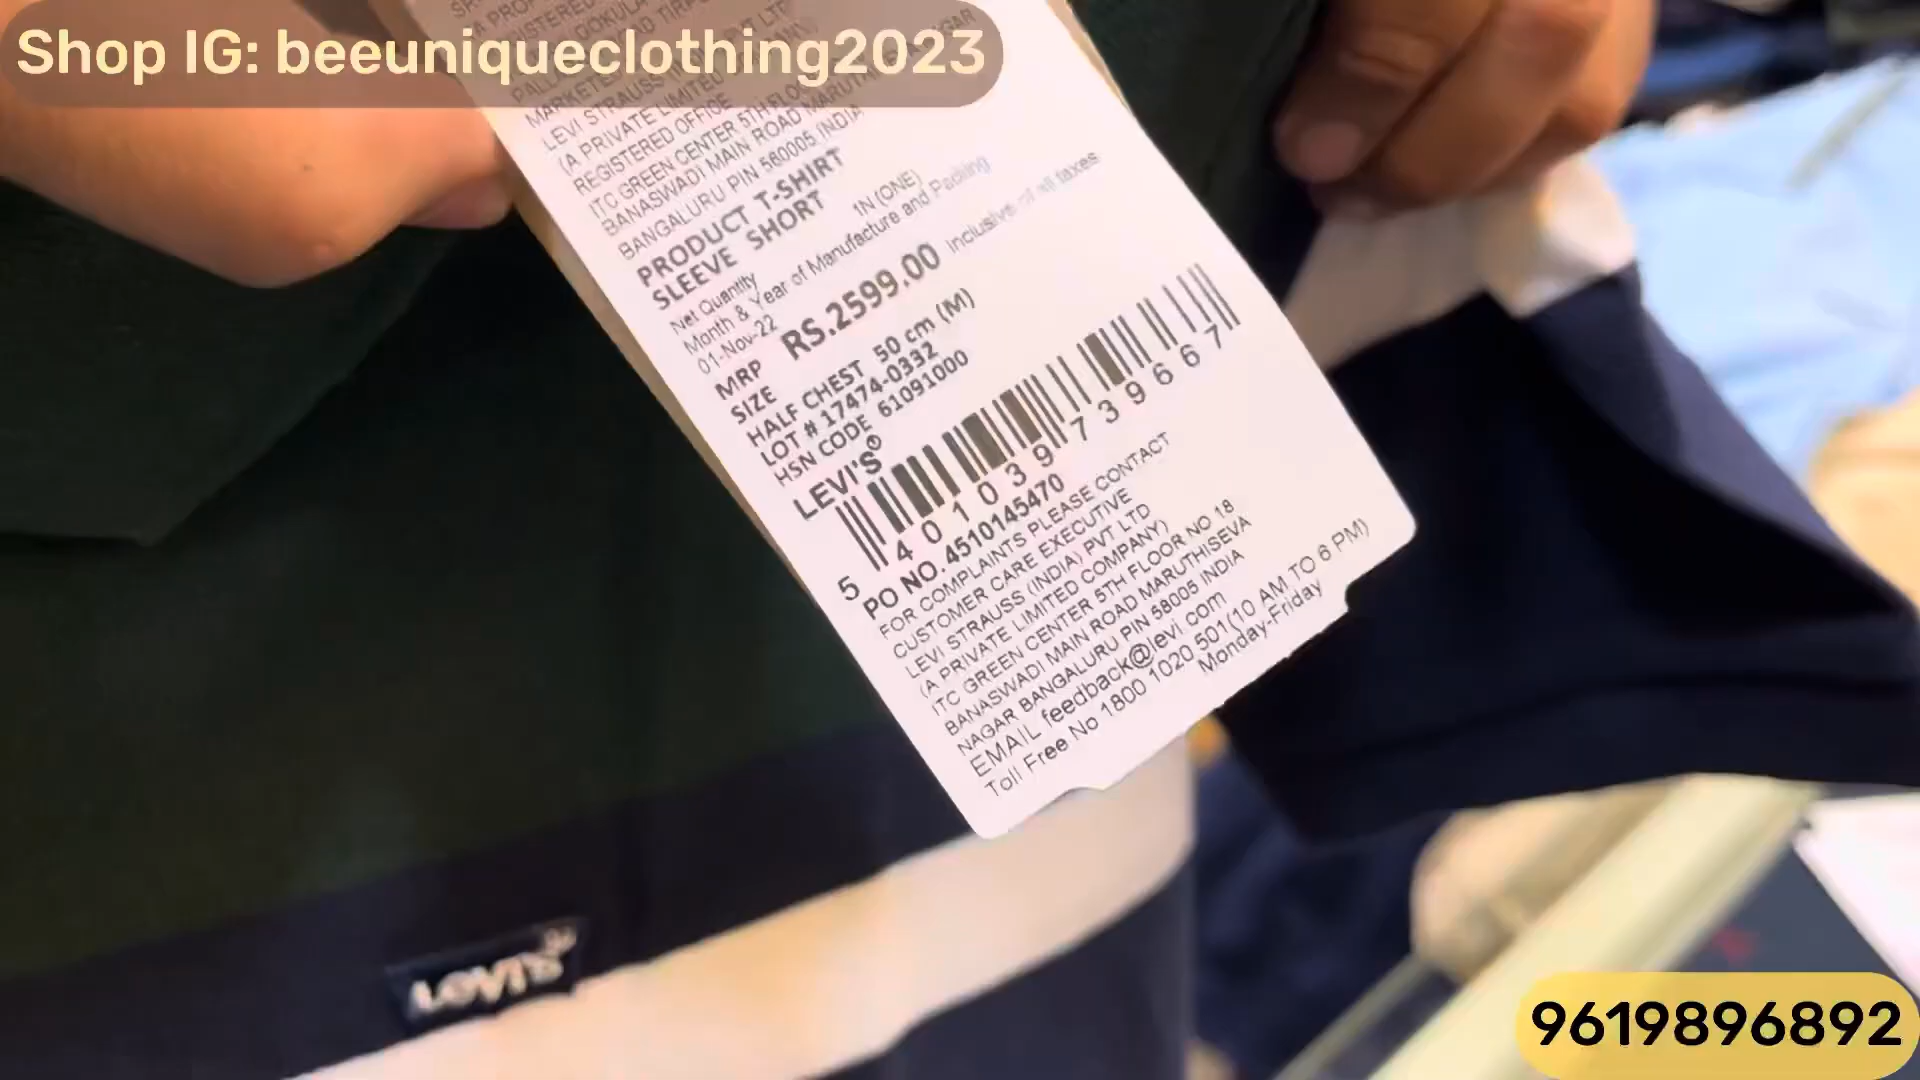 Shop IG: beeuniqueclothing2023
MARKETED
LEVI STRAUSS
(A PRIVATE LIMITED
REGISTERED OFFICE
ITC GREEN CENTER 5TH FLOOR
BANASWADI MAIN ROAD MARUTHI NAGAR
BANGALURU PIN 560005 INDIA
PRODUCT T-SHIRT
SLEEVE SHORT
Net Quantity 1N (ONE)
Month & Year of Manufacture and Packing
01-Nov-22
MRP RS.2599.00 Inclusive of all taxes
SIZE
HALF CHEST 50 cm (M)
LOT # 17474-0332
HSN CODE 61091000
LEVI'S
5 401039 739667
PO NO. 4510145470
FOR COMPLAINTS PLEASE CONTACT
CUSTOMER CARE EXECUTIVE
LEVI STRAUSS (INDIA) PVT LTD
(A PRIVATE LIMITED COMPANY)
ITC GREEN CENTER 5TH FLOOR NO 18
BANASWADI MAIN ROAD MARUTHISEVA
NAGAR BANGALURU PIN 58005 INDIA
EMAIL feedback@levi.com
Toll Free No 1800 1020 501(10 AM TO 6 PM)
Monday-Friday
Levi's
9619896892